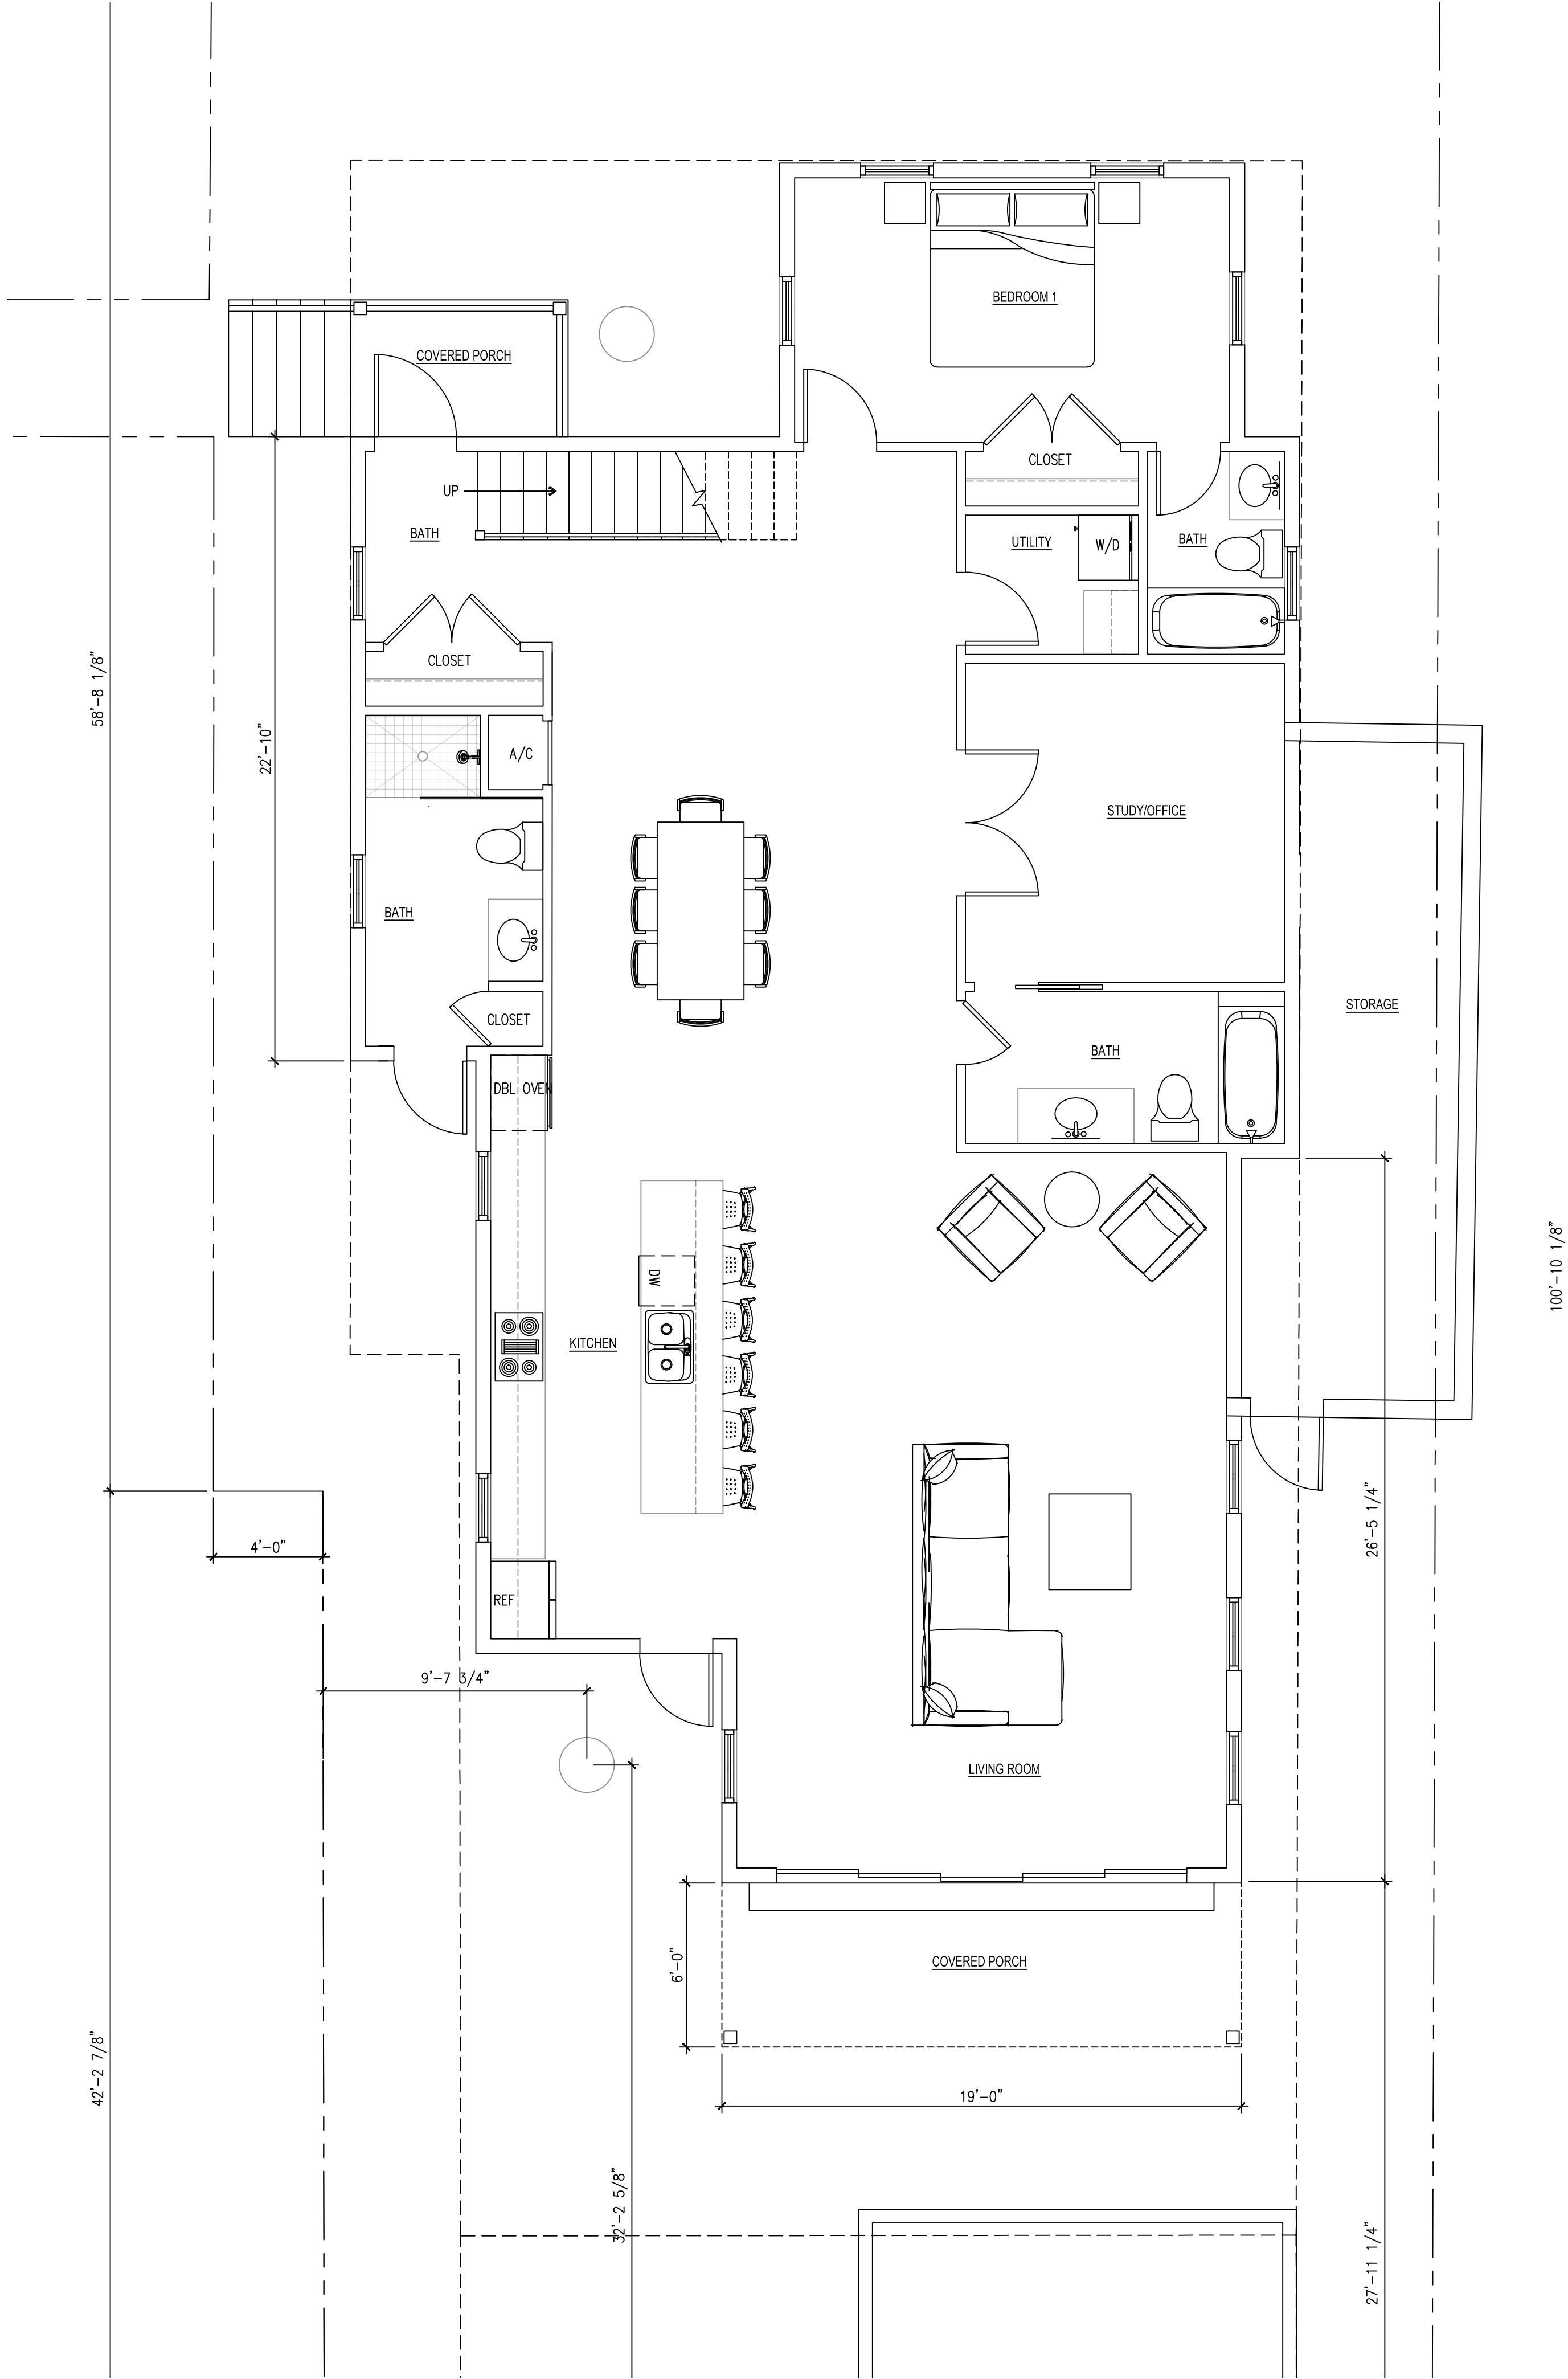 BEDROOM 1
COVERED PORCH
CLOSET
UP
BATH
UTILITY
W/D
BATH
CLOSET
58'-8 1/8"
22'-10"
A/C
STUDY/OFFICE
BATH
STORAGE
CLOSET
BATH
DBL OVEN
100'-10 1/8"
DW
KITCHEN
26'-5 1/4"
4'-0"
REF
9'-7 3/4"
LIVING ROOM
6'-0"
COVERED PORCH
42'-2 7/8"
19'-0"
32'-2 5/8"
27'-11 1/4"